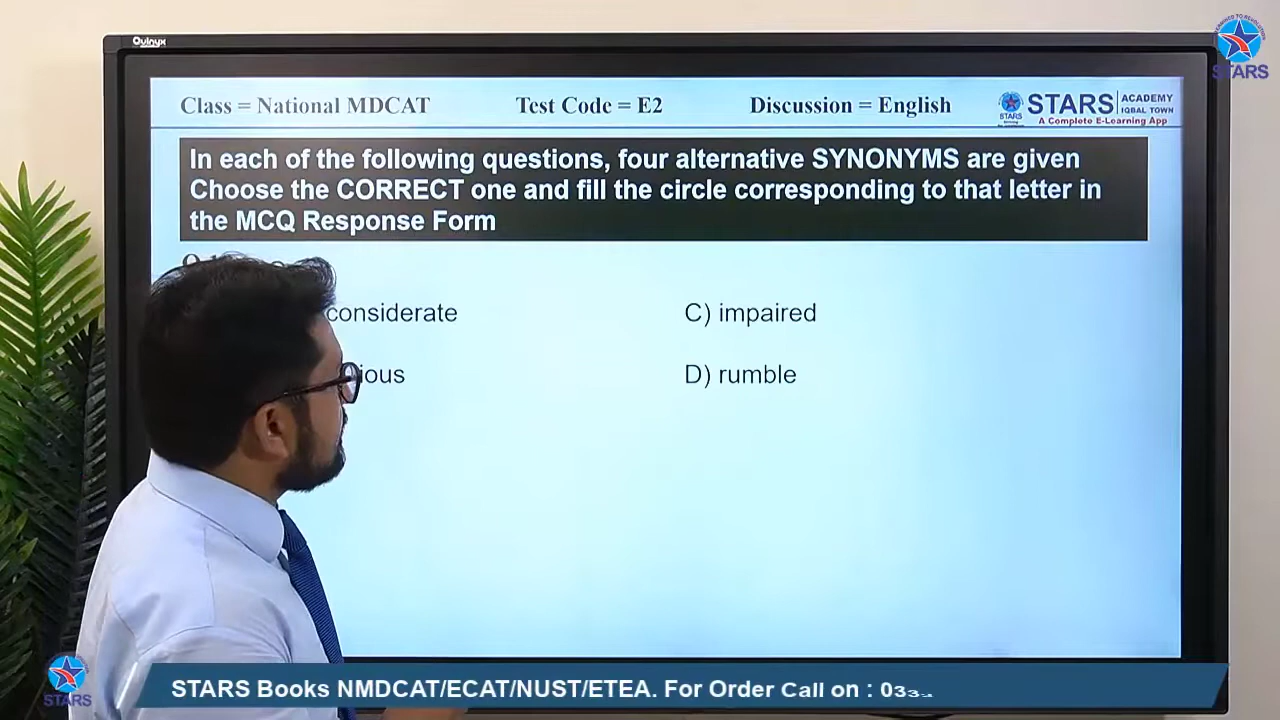 Qvinyx
STARS
Class = National MDCAT Test Code = E2 Discussion = English
STARS ACADEMY
IQBAL TOWN
A Complete E-Learning App
STARS
In each of the following questions, four alternative SYNONYMS are given
Choose the CORRECT one and fill the circle corresponding to that letter in
the MCQ Response Form
considerate C) impaired
D) rumble
STARS Books NMDCAT/ECAT/NUST/ETEA. For Order Call on : 033
STARS